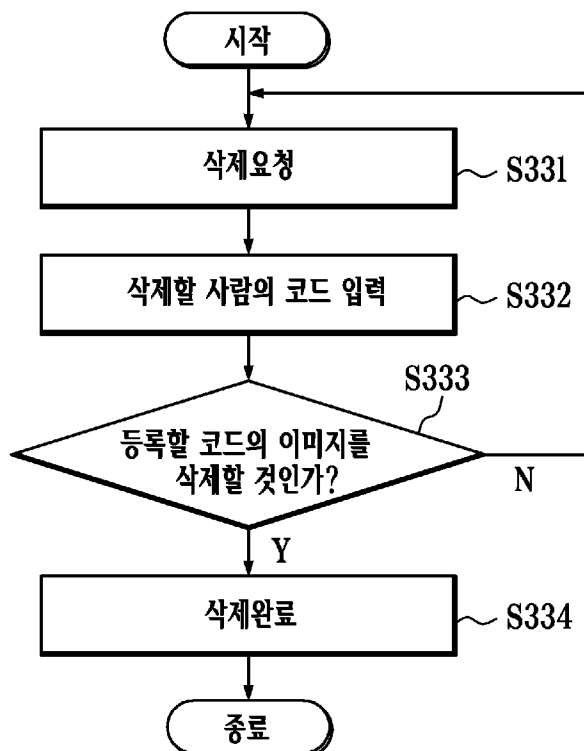 시작
삭제요청
S331
삭제할 사람의 코드 입력
S332
S333
등록할 코드의 이미지를
삭제할 것인가?
N
Y
삭제완료
S334
종료